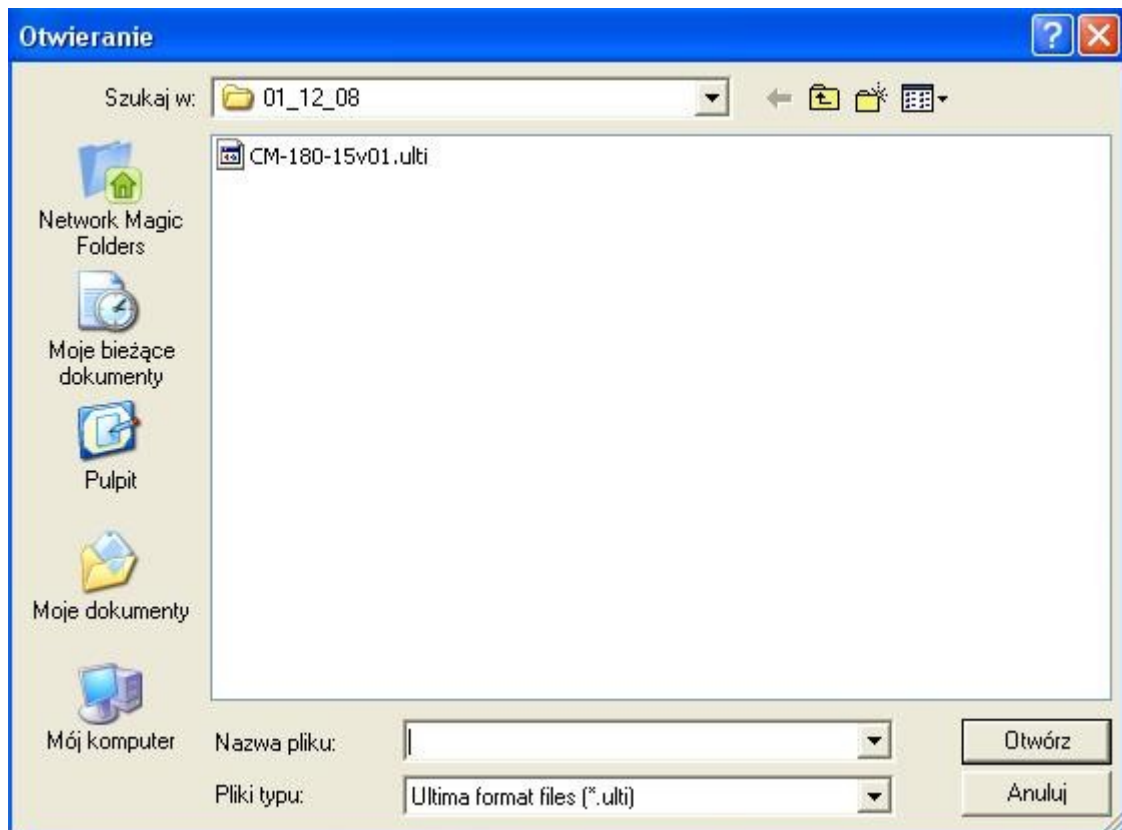 Otwieranie
Szukaj w: 01_12_08
CM-180-15v01.ulti
Network Magic
Folders
Moje bieżące
dokumenty
Pulpit
Moje dokumenty
Mój komputer
Nazwa pliku:
Otwórz
Pliki typu: Ultima format files (*.ulti)
Anuluj